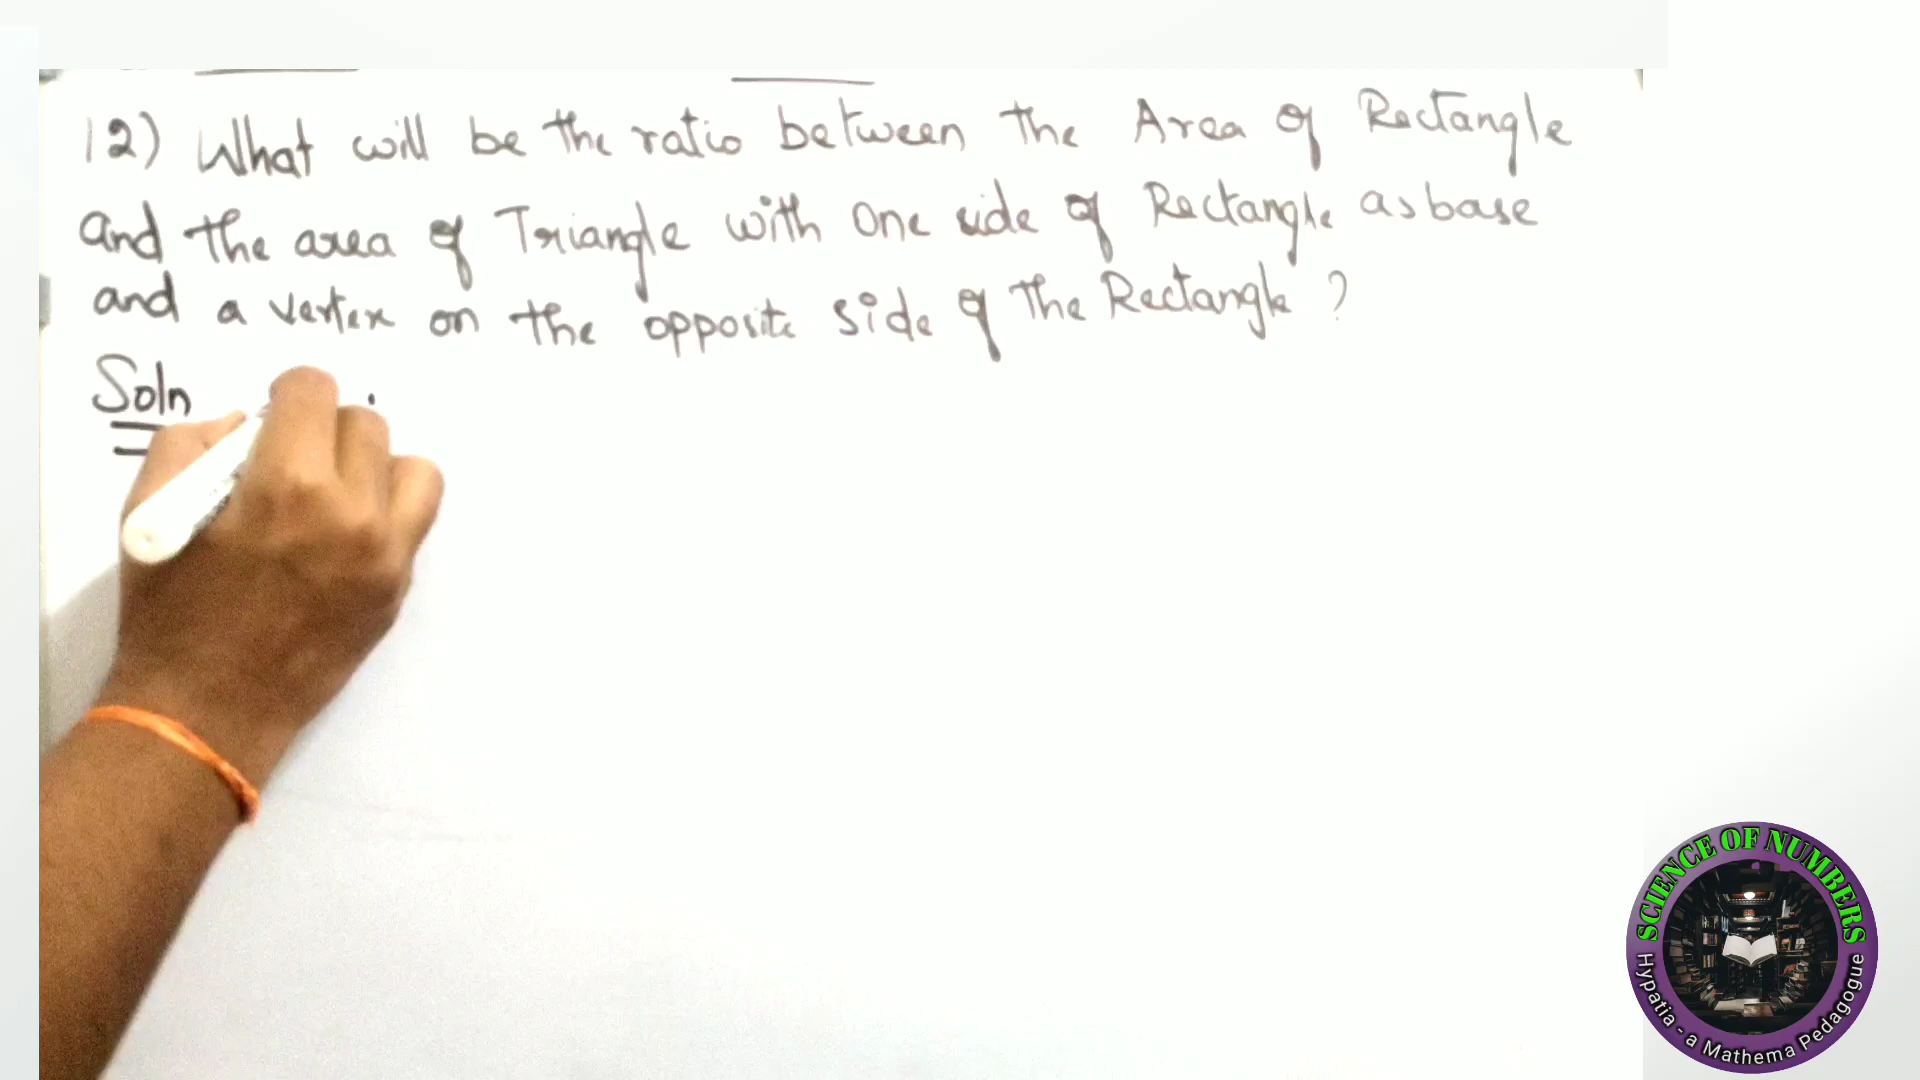 12) What will be the ratio between the Area of Rectangle
and the area of Triangle with one side of Rectangle as base
and a vertex on the opposite side of the Rectangle ?
Soln
SCIENCE OF NUMBERS
Hypatia - a Mathema Pedagogue